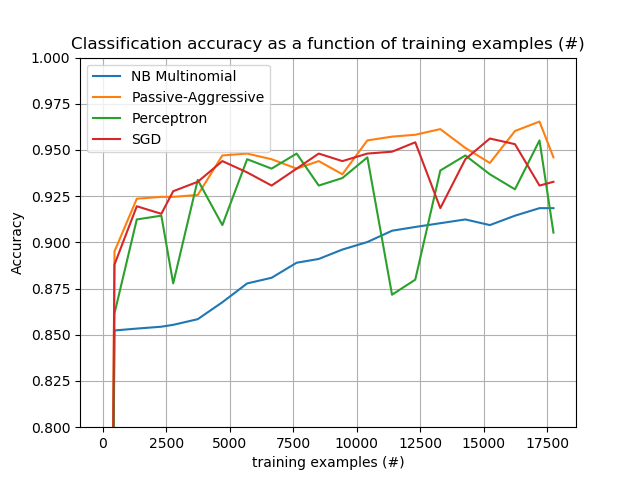 Classification accuracy as a function of training examples (#)
1.000
0.975
0.950
0.925
0.900
0.875
0.850
0.825
0.800
Accuracy
NB Multinomial
Passive-Aggressive
Perceptron
SGD
0 2500 5000 7500 10000 12500 15000 17500
training examples (#)